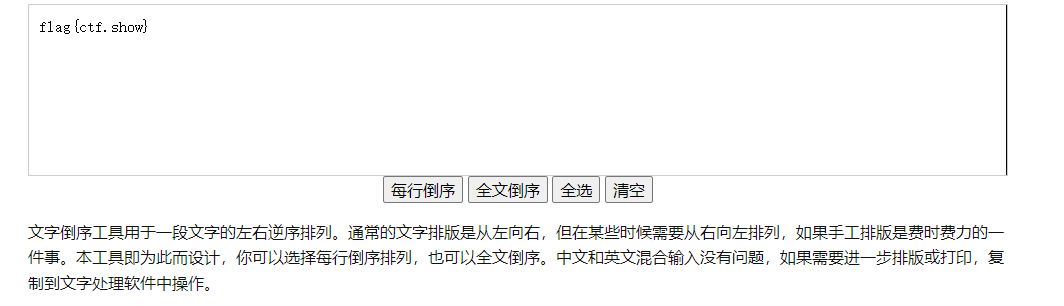 flag{ctf.show}
每行倒序 全文倒序 全选 清空
文字倒序工具用于一段文字的左右逆序排列。通常的文字排版是从左向右，但在某些时候需要从右向左排列，如果手工排版是费时费力的一
件事。本工具即为此而设计，你可以选择每行倒序排列，也可以全文倒序。中文和英文混合输入没有问题，如果需要进一步排版或打印，复
制到文字处理软件中操作。